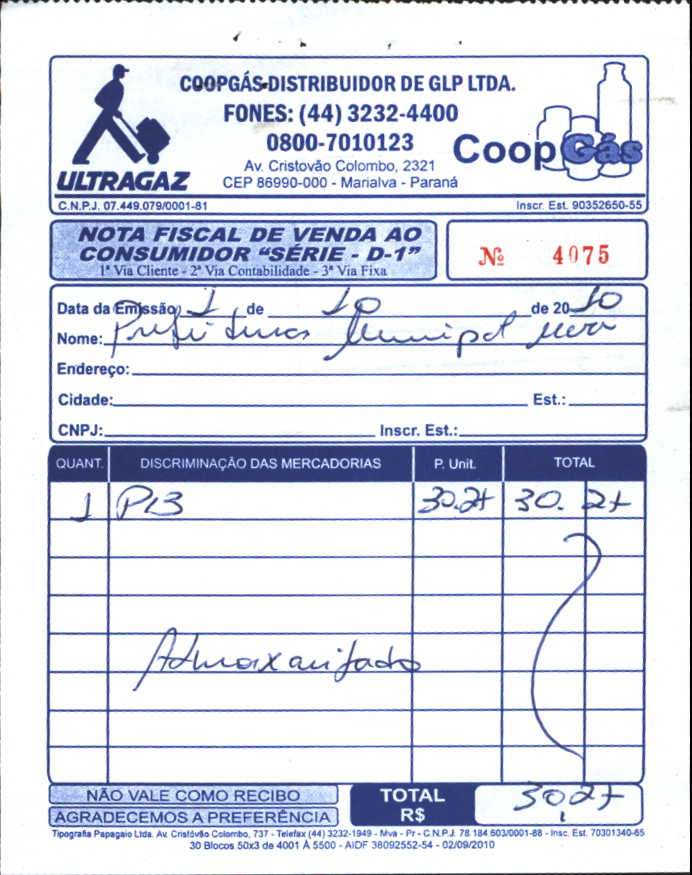 COOPGÁS-DISTRIBUIDOR DE GLP LTDA.
FONES: (44) 3232-4400
0800-7010123
Av. Cristovão Colombo, 2321
CEP 86990-000 - Marialva - Paraná
ULTRAGAZ
CoopGás
C.N.P.J. 07.449.079/0001-81 Inscr. Est. 90352650-55
NOTA FISCAL DE VENDA AO
CONSUMIDOR “SÉRIE - D-1”
1ª Via Cliente - 2ª Via Contabilidade - 3ª Via Fixa
Nº 4075
Data da Emissão 1 de 10 de 2010
Nome: Prefeitura Municipal
Endereço:
Cidade: Est.:
CNPJ: Inscr. Est.:
QUANT. DISCRIMINAÇÃO DAS MERCADORIAS P. Unit. TOTAL
1 P13 30.27 30.27
Almoxarifado
NÃO VALE COMO RECIBO
AGRADECEMOS A PREFERÊNCIA
TOTAL R$ 30,27
Tipografia Papagaio Ltda. Av. Cristóvão Colombo, 737 - Telefax (44) 3232-1949 - Mva - Pr - C.N.P.J. 78.184.603/0001-88 - Insc. Est. 70301340-65
30 Blocos 50x3 de 4001 À 5500 - AIDF 38092552-54 - 02/09/2010